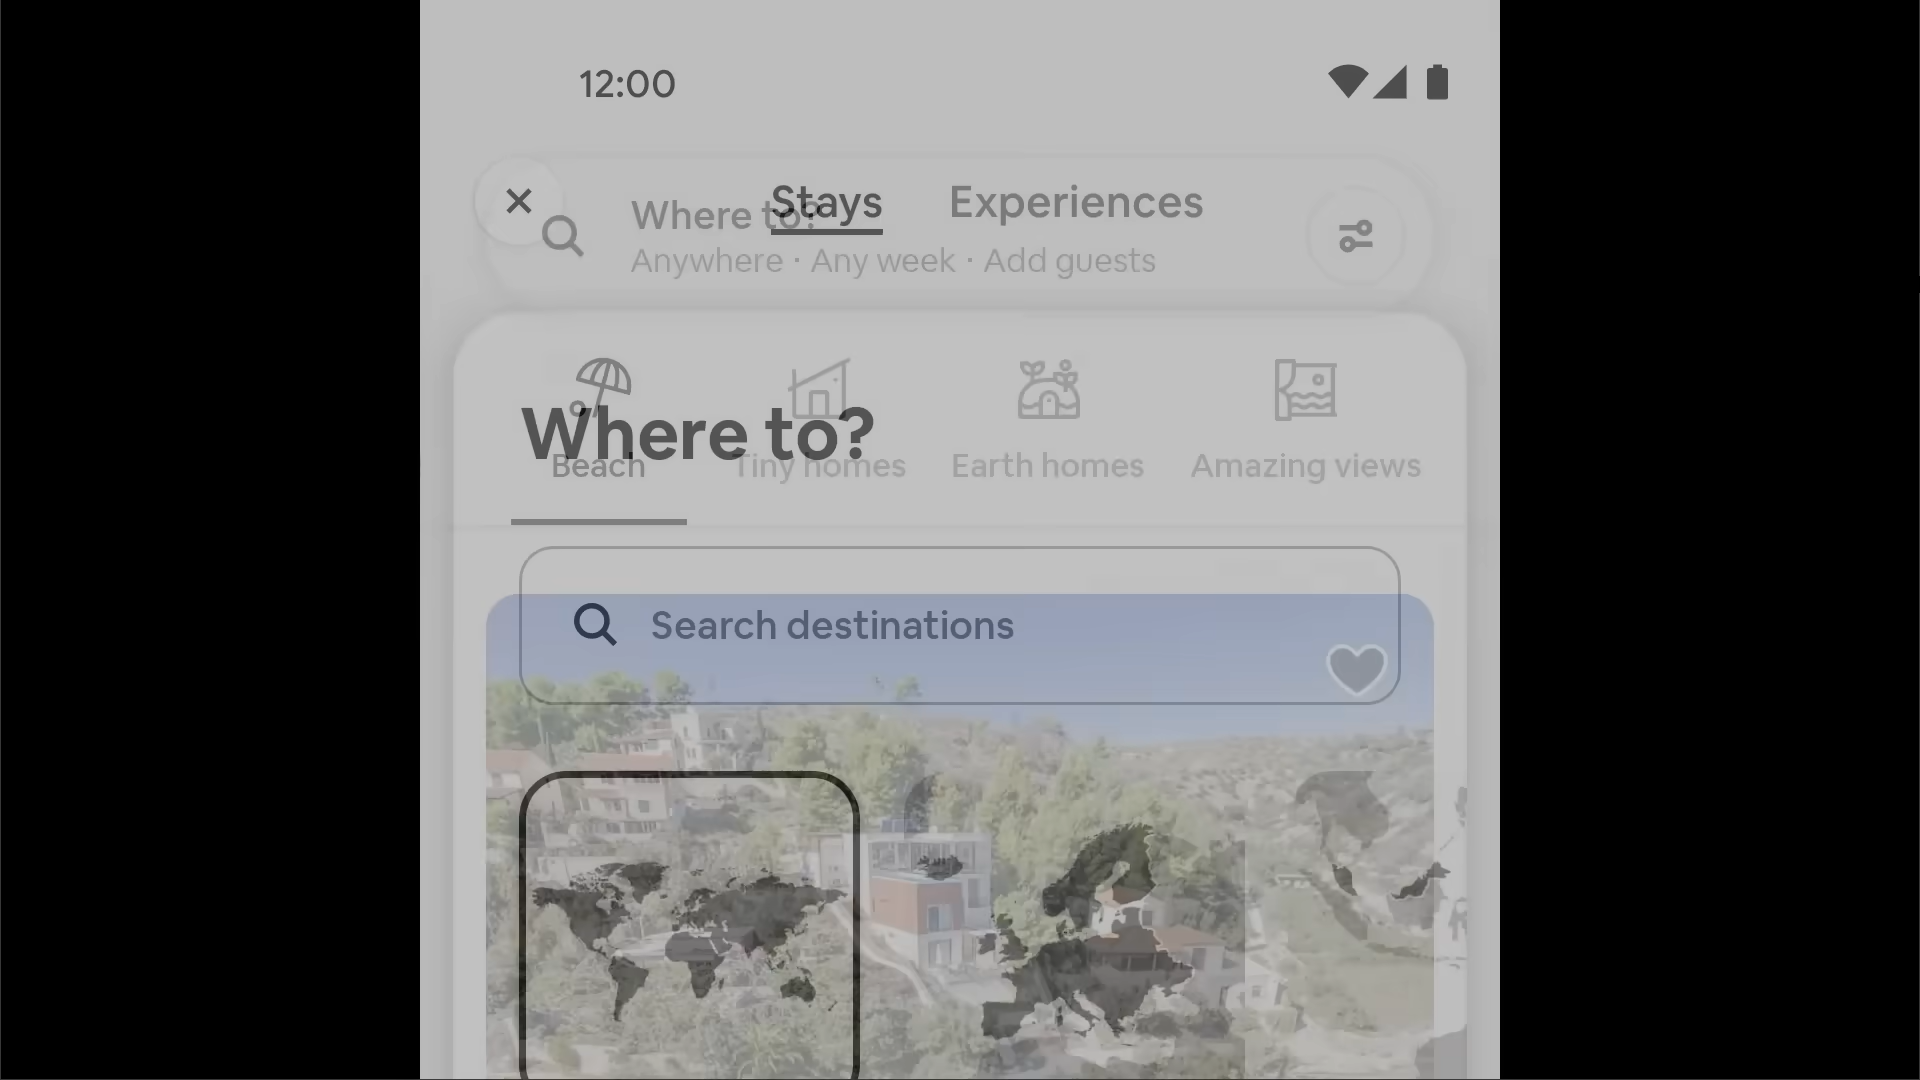 12:00
Stays Experiences
Where to?
Anywhere · Any week · Add guests
Where to?
Beach Tiny homes Earth homes Amazing views
Search destinations